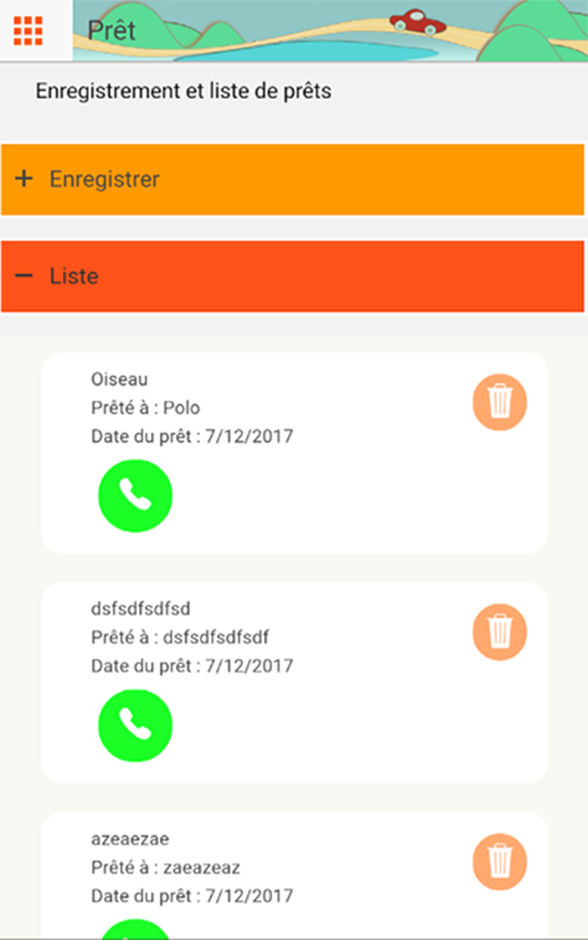 Prêt
Enregistrement et liste de prêts
+ Enregistrer
− Liste
Oiseau
Prêté à : Polo
Date du prêt : 7/12/2017
dsfsdfsdfsd
Prêté à : dsfsdfsdfsdf
Date du prêt : 7/12/2017
azeaezae
Prêté à : zaeazeaz
Date du prêt : 7/12/2017